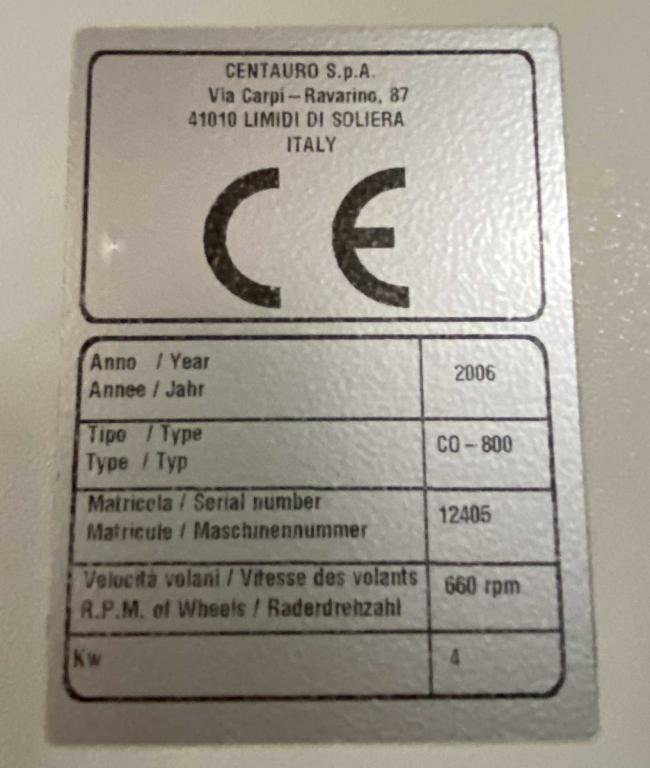 CENTAURO S.p.A.
Via Carpi – Ravarino, 87
41010 LIMIDI DI SOLIERA
ITALY
CE
Anno / Year
Annee / Jahr
2006
Tipo / Type
Type / Typ
CO – 800
Matricola / Serial number
Matricule / Maschinennummer
12405
Velocità volani / Vitesse des volants
R.P.M. of Wheels / Raderdrehzahl
660 rpm
Kw
4